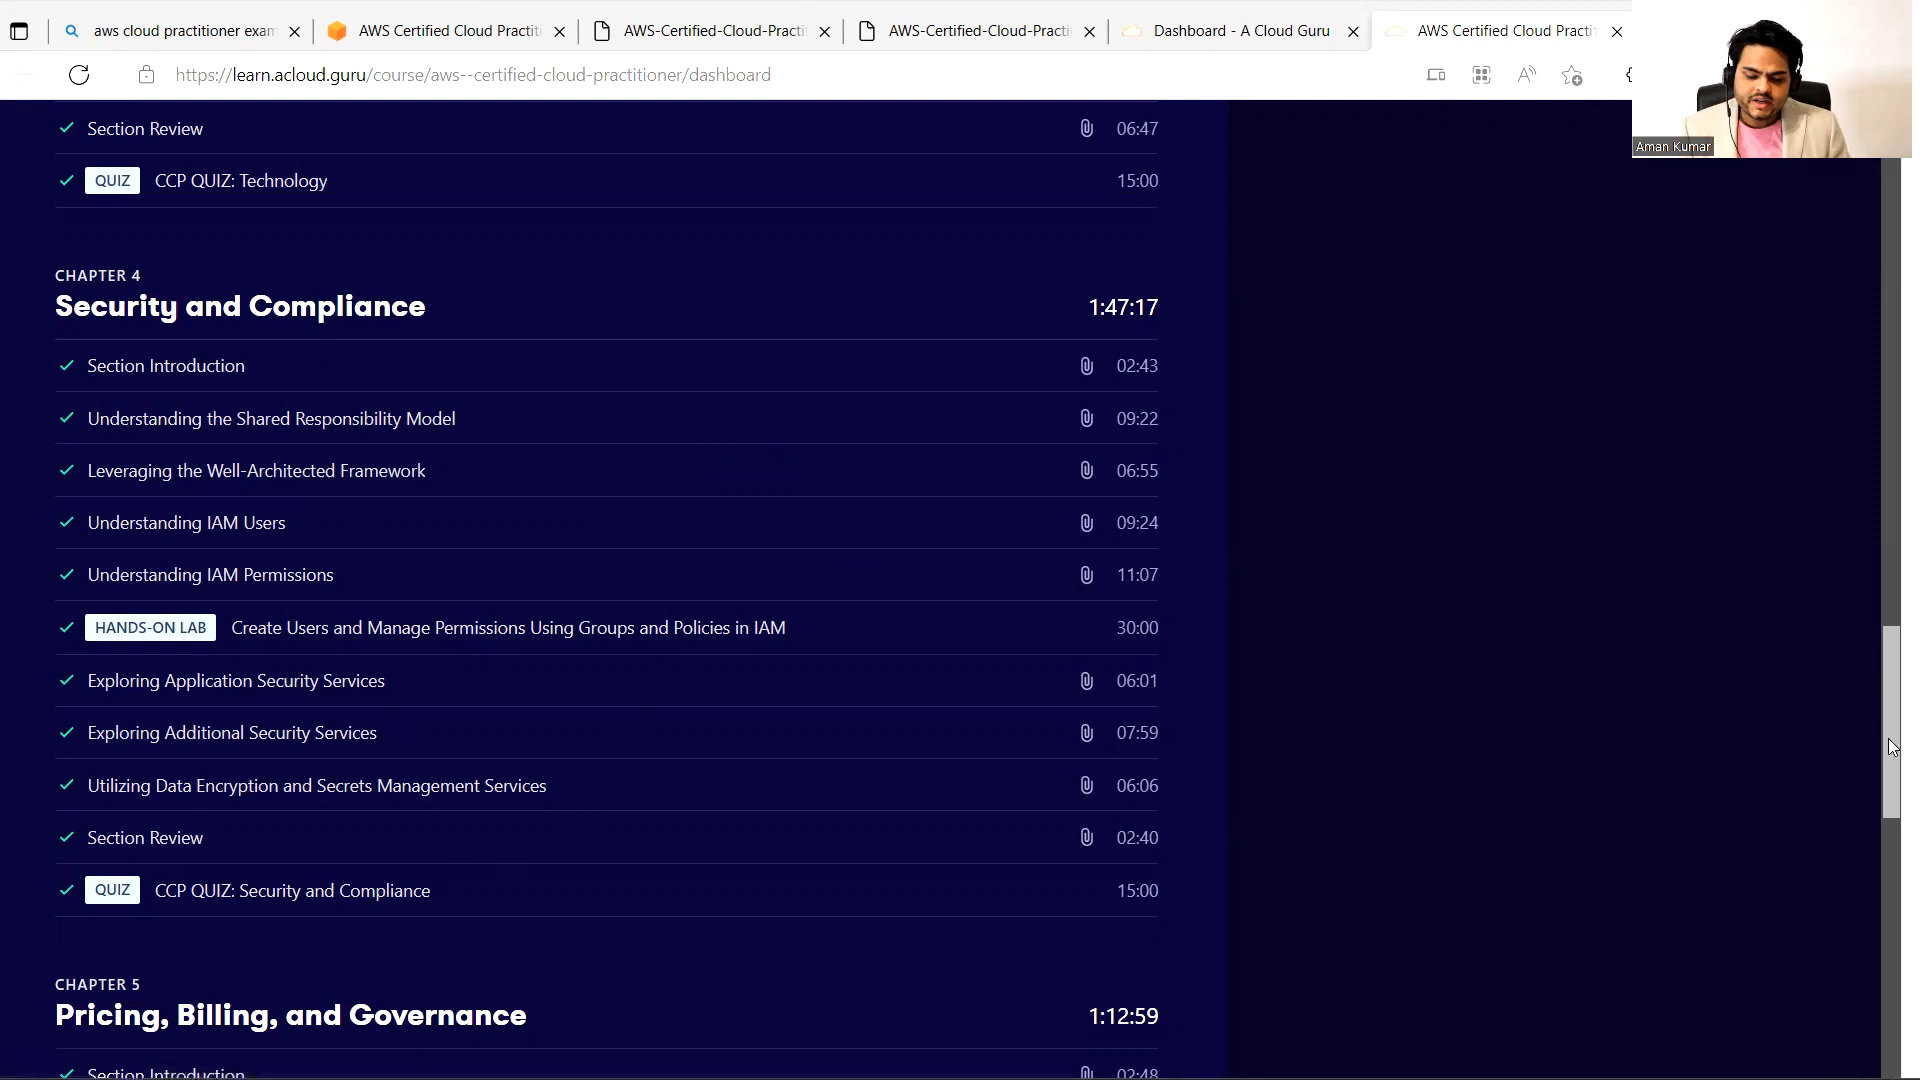 aws cloud practitioner exam
AWS Certified Cloud Practiti
AWS-Certified-Cloud-Practi
AWS-Certified-Cloud-Practi
Dashboard - A Cloud Guru
AWS Certified Cloud Practi
https://learn.acloud.guru/course/aws--certified-cloud-practitioner/dashboard
Aman Kumar
Section Review 06:47
QUIZ CCP QUIZ: Technology 15:00
CHAPTER 4
Security and Compliance 1:47:17
Section Introduction 02:43
Understanding the Shared Responsibility Model 09:22
Leveraging the Well-Architected Framework 06:55
Understanding IAM Users 09:24
Understanding IAM Permissions 11:07
HANDS-ON LAB Create Users and Manage Permissions Using Groups and Policies in IAM 30:00
Exploring Application Security Services 06:01
Exploring Additional Security Services 07:59
Utilizing Data Encryption and Secrets Management Services 06:06
Section Review 02:40
QUIZ CCP QUIZ: Security and Compliance 15:00
CHAPTER 5
Pricing, Billing, and Governance 1:12:59
Section Introduction 02:48